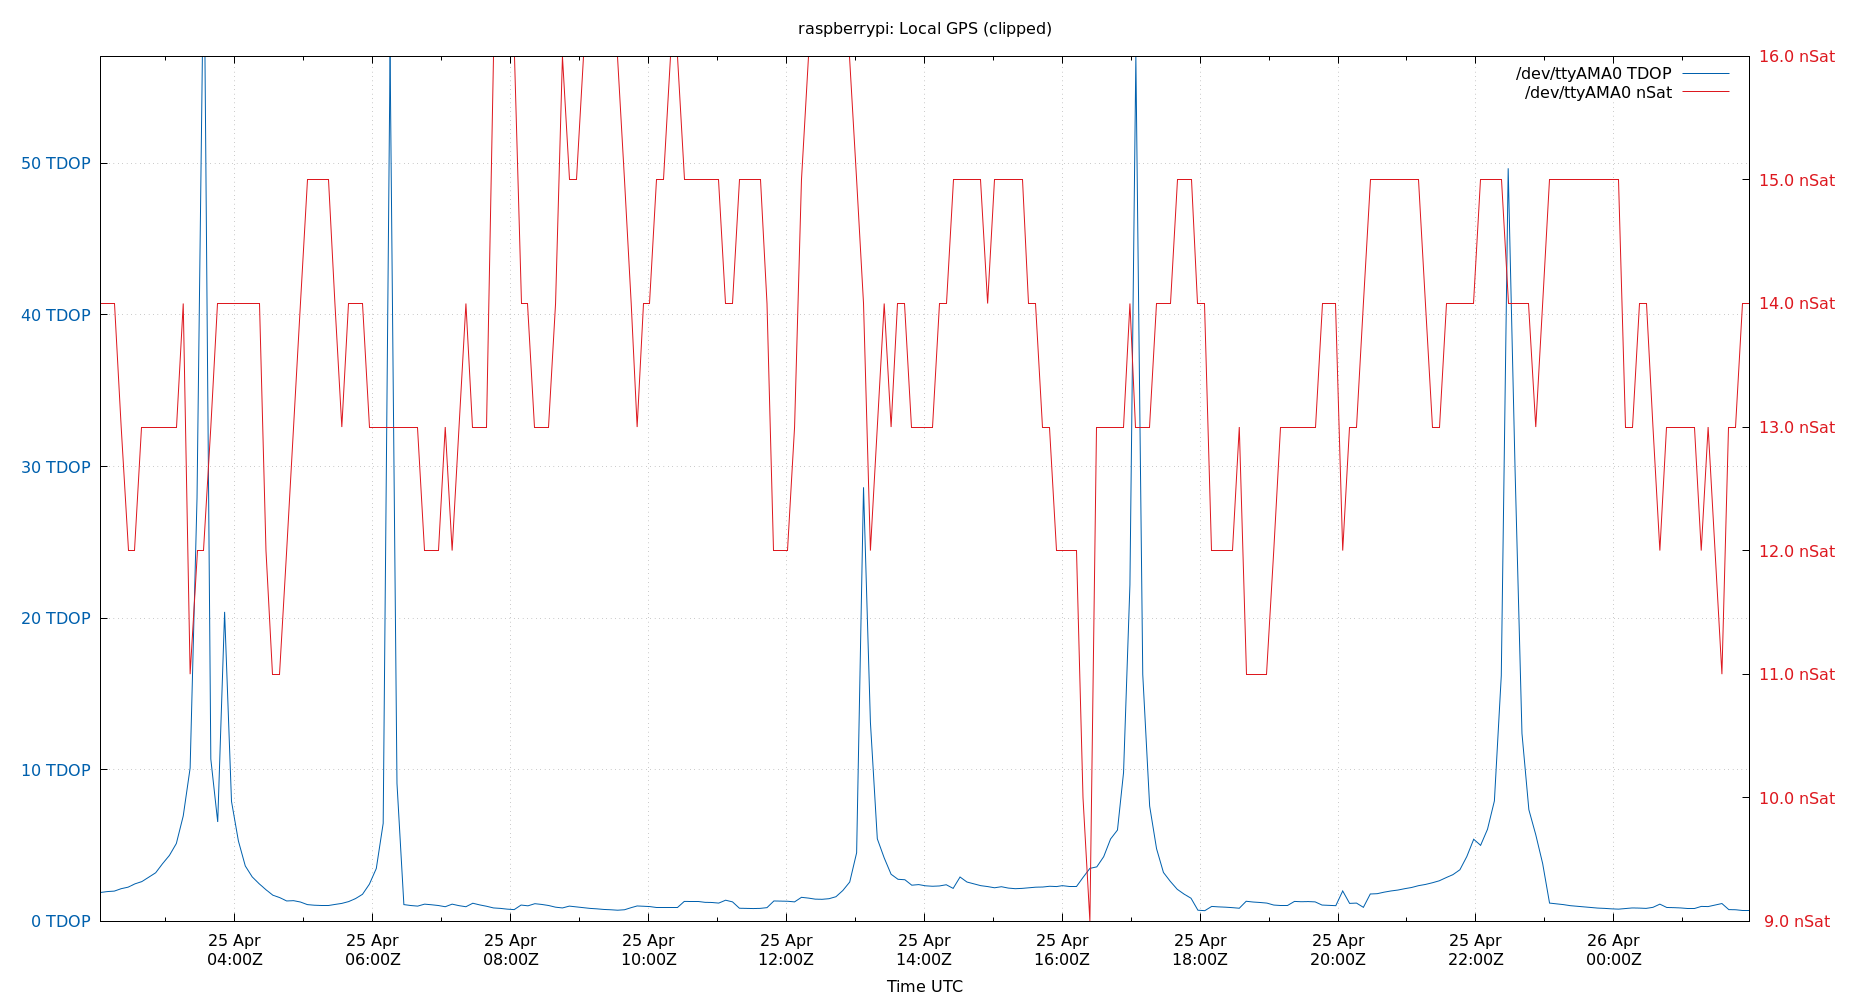 raspberrypi: Local GPS (clipped)
/dev/ttyAMA0 TDOP
/dev/ttyAMA0 nSat
50 TDOP
40 TDOP
30 TDOP
20 TDOP
10 TDOP
0 TDOP
16.0 nSat
15.0 nSat
14.0 nSat
13.0 nSat
12.0 nSat
11.0 nSat
10.0 nSat
9.0 nSat
25 Apr
04:00Z
25 Apr
06:00Z
25 Apr
08:00Z
25 Apr
10:00Z
25 Apr
12:00Z
25 Apr
14:00Z
25 Apr
16:00Z
25 Apr
18:00Z
25 Apr
20:00Z
25 Apr
22:00Z
26 Apr
00:00Z
Time UTC